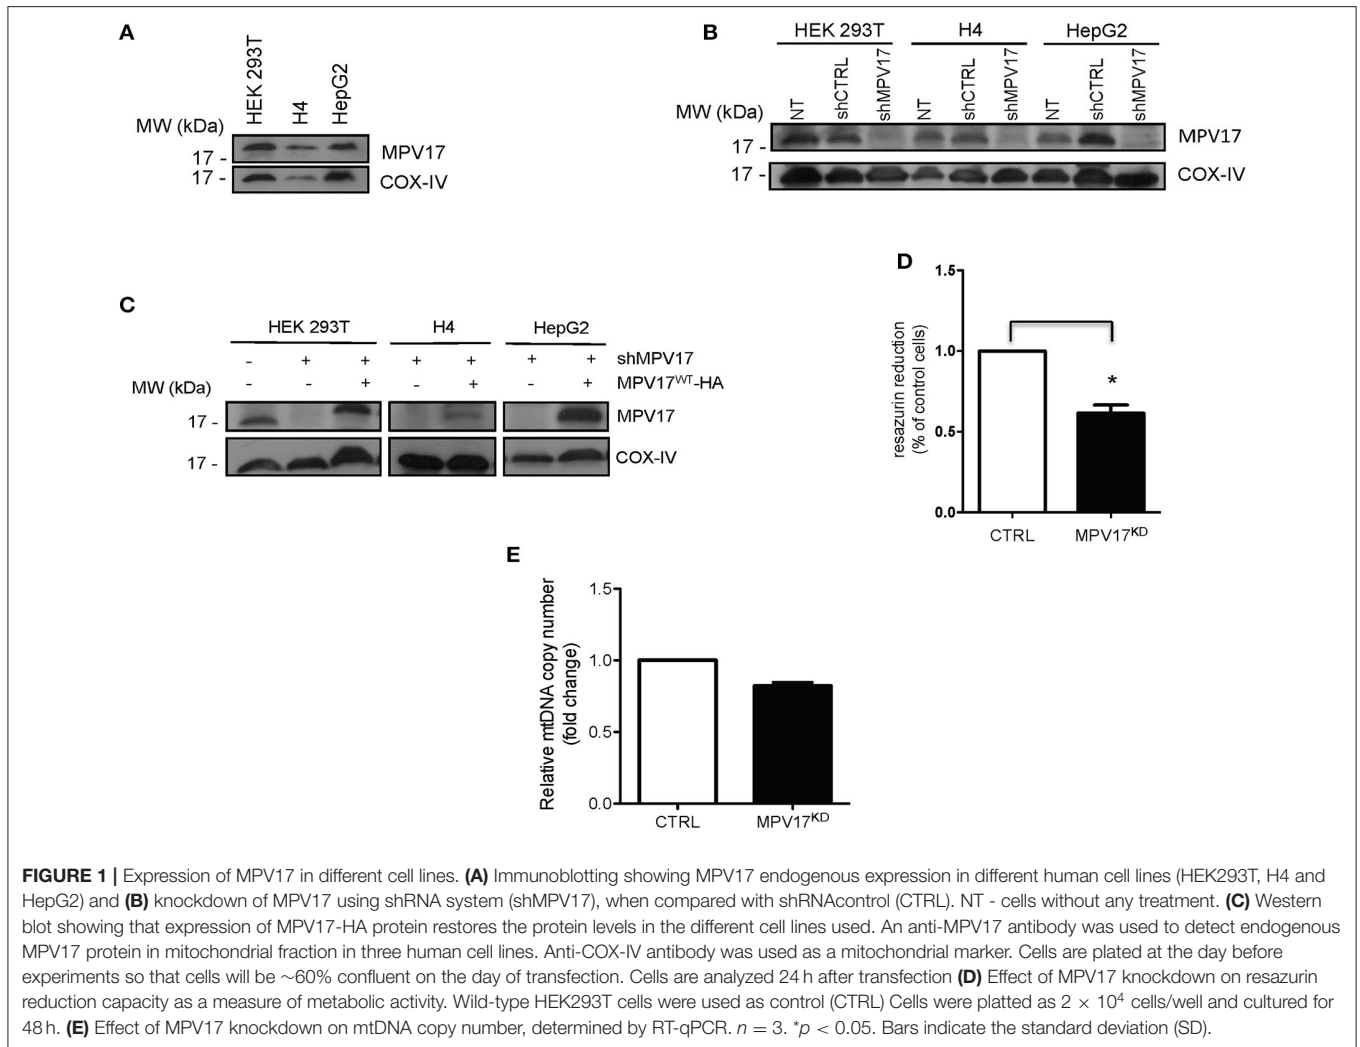 A
HEK 293T
H4
HepG2
MW (kDa)
17 -
MPV17
17 -
COX-IV
B
HEK 293T H4 HepG2
NT
shCTRL
shMPV17
NT
shCTRL
shMPV17
NT
shCTRL
shMPV17
MW (kDa)
17 -
MPV17
17 -
COX-IV
C
HEK 293T H4 HepG2
- + + + + + + shMPV17
- - + - + - + MPV17WT-HA
MW (kDa)
17 -
MPV17
17 -
COX-IV
D
resazurin reduction
(% of control cells)
1.5
1.0
*
0.5
0.0
CTRL MPV17KD
E
Relative mtDNA copy number
(fold change)
1.5
1.0
0.5
0.0
CTRL MPV17KD
FIGURE 1 | Expression of MPV17 in different cell lines. (A) Immunoblotting showing MPV17 endogenous expression in different human cell lines (HEK293T, H4 and
HepG2) and (B) knockdown of MPV17 using shRNA system (shMPV17), when compared with shRNAcontrol (CTRL). NT - cells without any treatment. (C) Western
blot showing that expression of MPV17-HA protein restores the protein levels in the different cell lines used. An anti-MPV17 antibody was used to detect endogenous
MPV17 protein in mitochondrial fraction in three human cell lines. Anti-COX-IV antibody was used as a mitochondrial marker. Cells are plated at the day before
experiments so that cells will be ∼60% confluent on the day of transfection. Cells are analyzed 24 h after transfection (D) Effect of MPV17 knockdown on resazurin
reduction capacity as a measure of metabolic activity. Wild-type HEK293T cells were used as control (CTRL) Cells were platted as 2 × 10⁴ cells/well and cultured for
48 h. (E) Effect of MPV17 knockdown on mtDNA copy number, determined by RT-qPCR. n = 3. *p < 0.05. Bars indicate the standard deviation (SD).